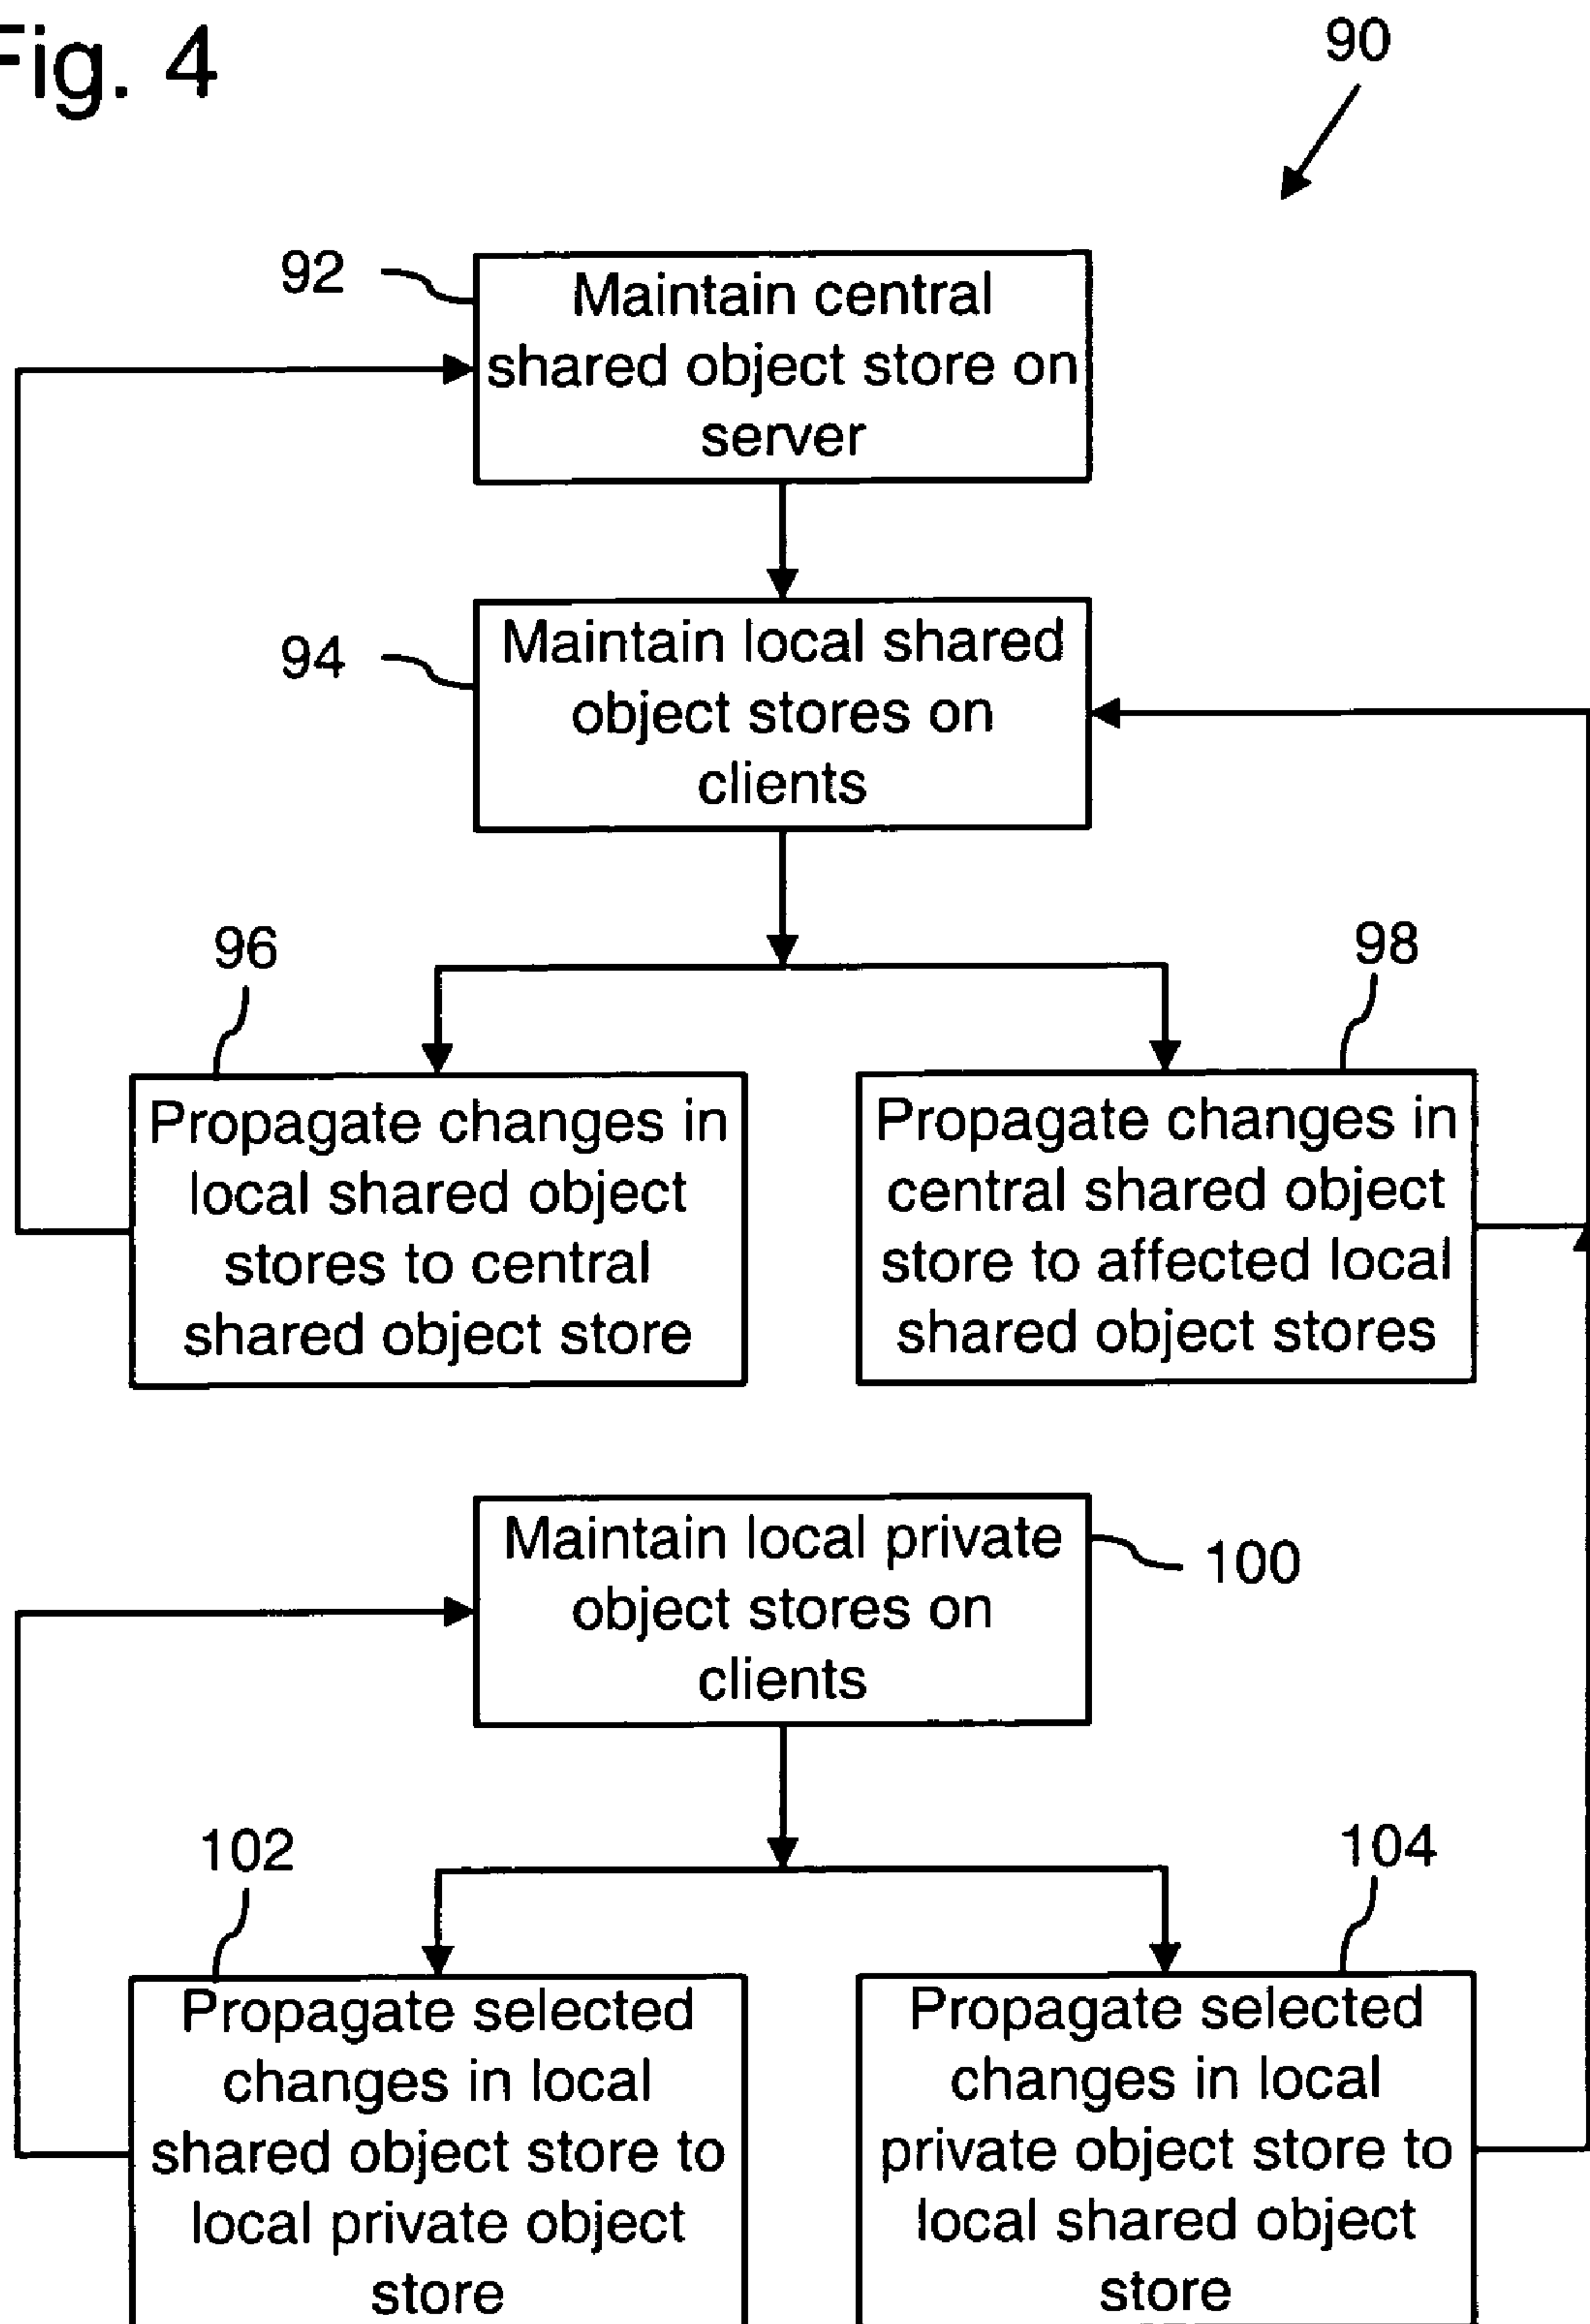 Fig. 4
90
92
Maintain central
shared object store on
server
94
Maintain local shared
object stores on
clients
96
98
Propagate changes in
local shared object
stores to central
shared object store
Propagate changes in
central shared object
store to affected local
shared object stores
Maintain local private
object stores on
clients
100
102
104
Propagate selected
changes in local
shared object store to
local private object
store
Propagate selected
changes in local
private object store to
local shared object
store